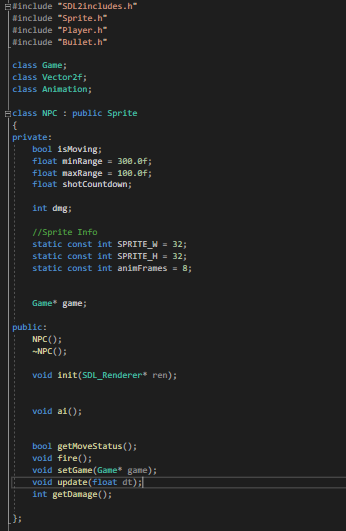 #include "SDL2includes.h"
#include "Sprite.h"
#include "Player.h"
#include "Bullet.h"
class Game;
class Vector2f;
class Animation;
class NPC : public Sprite
{
private:
bool isMoving;
float minRange = 300.0f;
float maxRange = 100.0f;
float shotCountdown;
int dmg;
//Sprite Info
static const int SPRITE_W = 32;
static const int SPRITE_H = 32;
static const int animFrames = 8;
Game* game;
public:
NPC();
~NPC();
void init(SDL_Renderer* ren);
void ai();
bool getMoveStatus();
void fire();
void setGame(Game* game);
void update(float dt);
int getDamage();
};